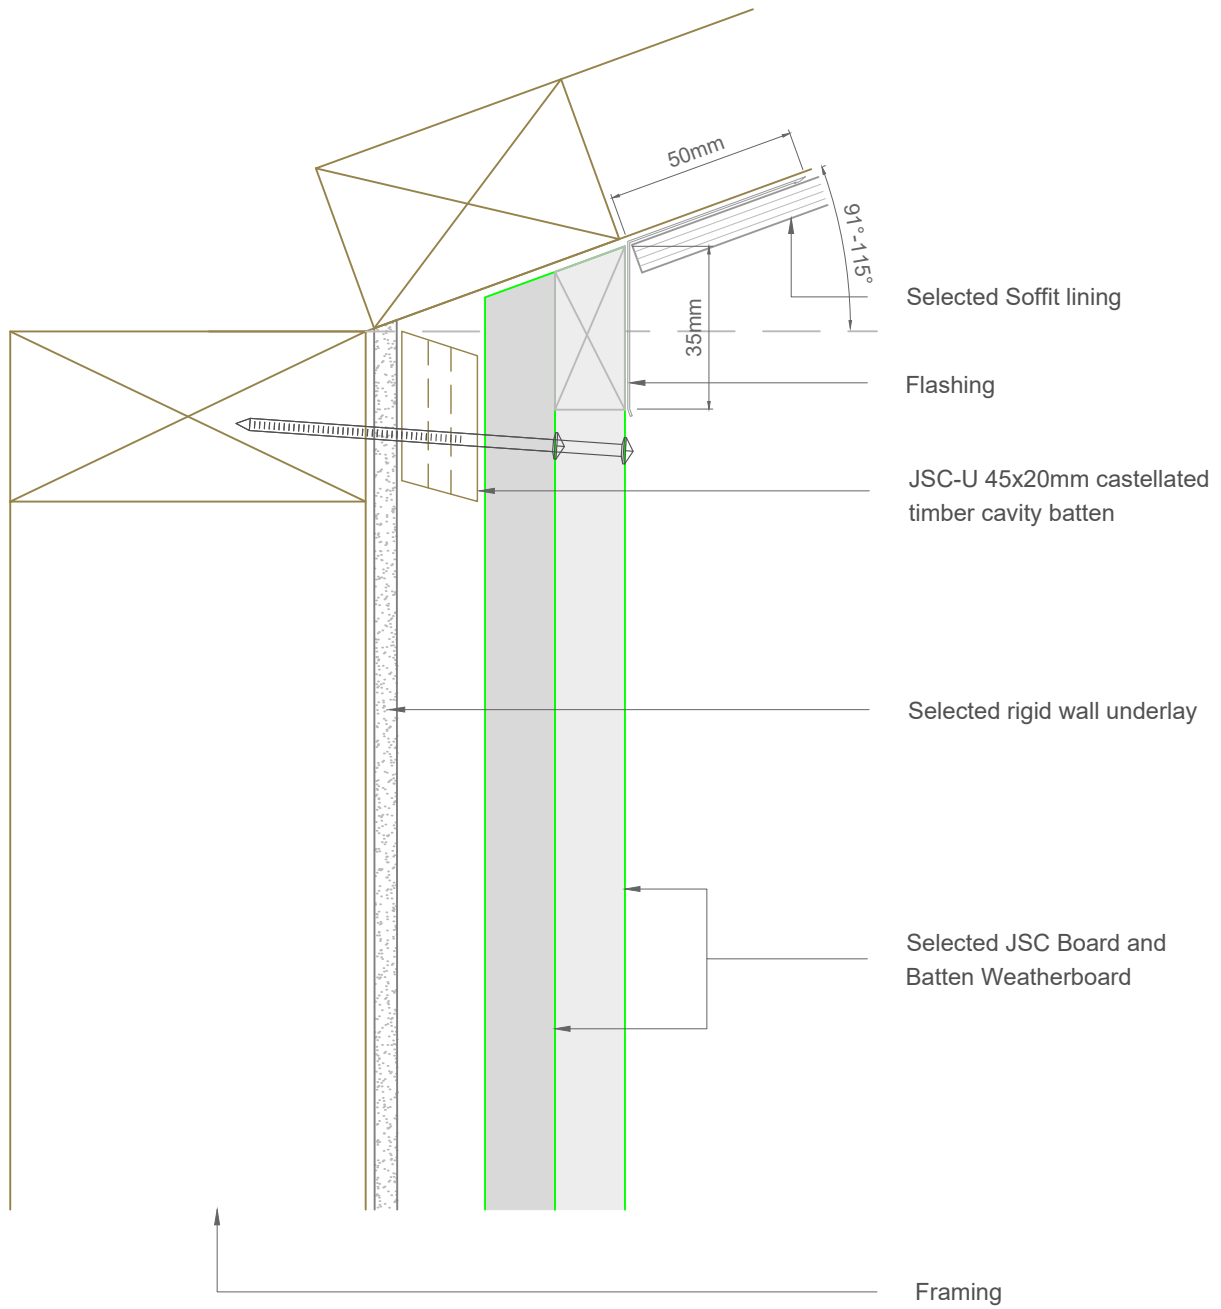 50mm
91°-115°
Selected Soffit lining
35mm
Flashing
JSC-U 45x20mm castellated
timber cavity batten
Selected rigid wall underlay
Selected JSC Board and
Batten Weatherboard
Framing